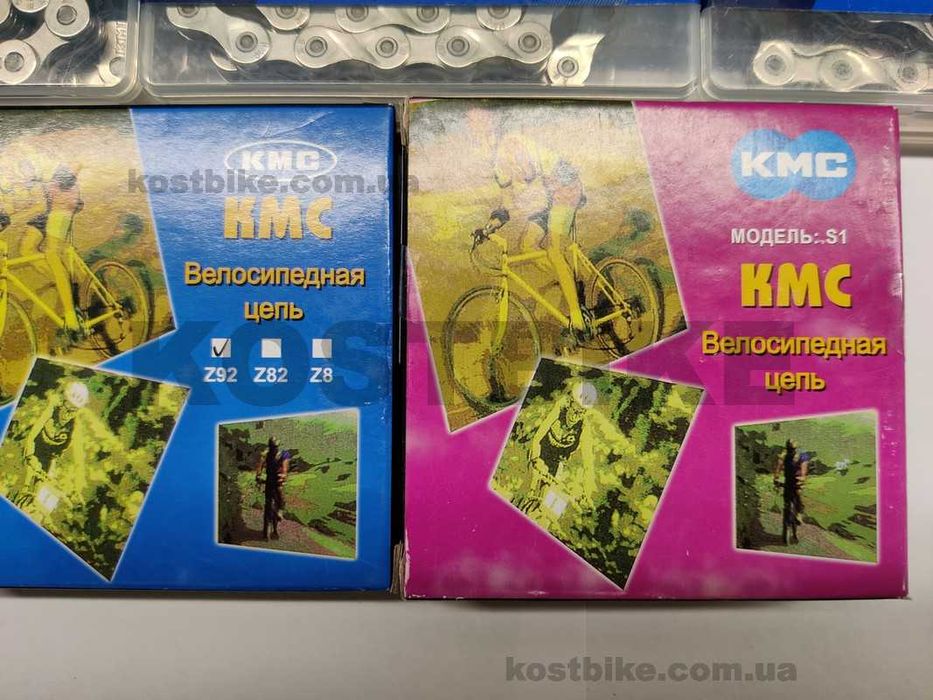 KMC
kostbike.com.ua
KMC
Велосипедная
цепь
Z92 Z82 Z8
KMC
МОДЕЛЬ: S1
KMC
Велосипедная
цепь
KOSTBIKE
kostbike.com.ua